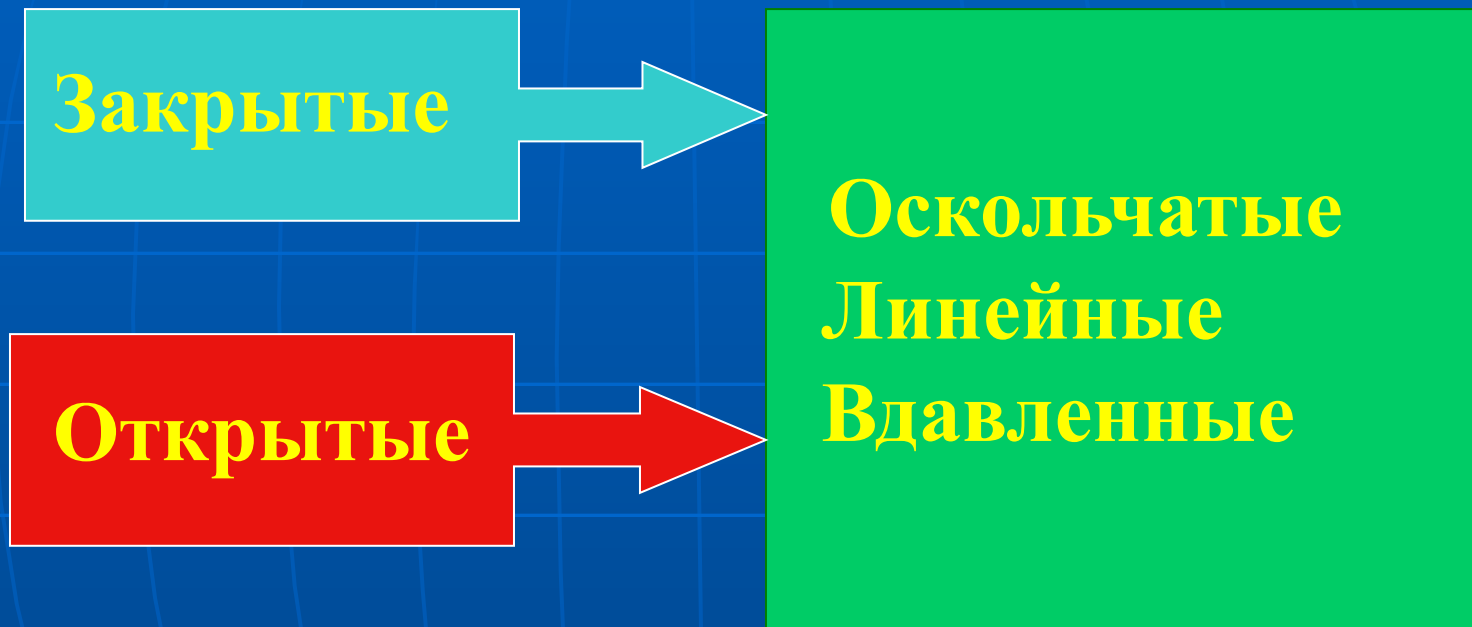 Закрытые
Открытые
Оскольчатые
Линейные
Вдавленные